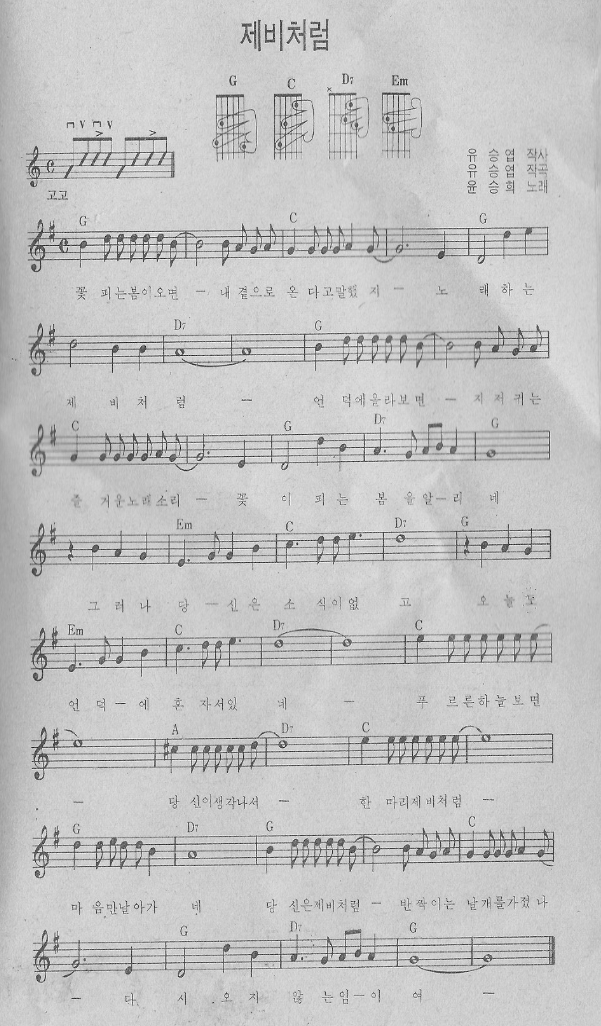 제비처럼
G C D7 Em
유 승 엽 작사
유 승 엽 작곡
윤 승 희 노래
고고
G C G
꽃 피는봄이오면 — 내 곁으로 온 다고말했 지 — 노 래하는
D7 G
제 비 처 럼 — 언 덕에올라보면 — 지저귀는
C G D7 G
즐 거운노래소리 — 꽃 이 피 는 봄 을알—리 네
Em C D7 G
그 러 나 당 —신은 소 식이없 고 오 늘도
Em C D7 C
언 덕 — 에 혼 자서있 네 — 푸 르른하늘보면
A D7 C
— 당 신이생각나서 — 한 마리제비처럼 —
G D7 G C
마 음만날아가 네 당 신은제비처럼 — 반짝이는 날개를가졌 나
G D7 G
— 다 시 오 지 않 는임—이 여 —